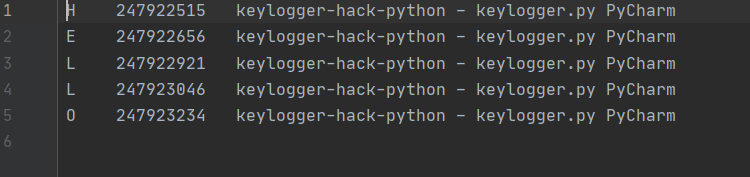 1 H 247922515 keylogger-hack-python – keylogger.py PyCharm
2 E 247922656 keylogger-hack-python – keylogger.py PyCharm
3 L 247922921 keylogger-hack-python – keylogger.py PyCharm
4 L 247923046 keylogger-hack-python – keylogger.py PyCharm
5 O 247923234 keylogger-hack-python – keylogger.py PyCharm
6